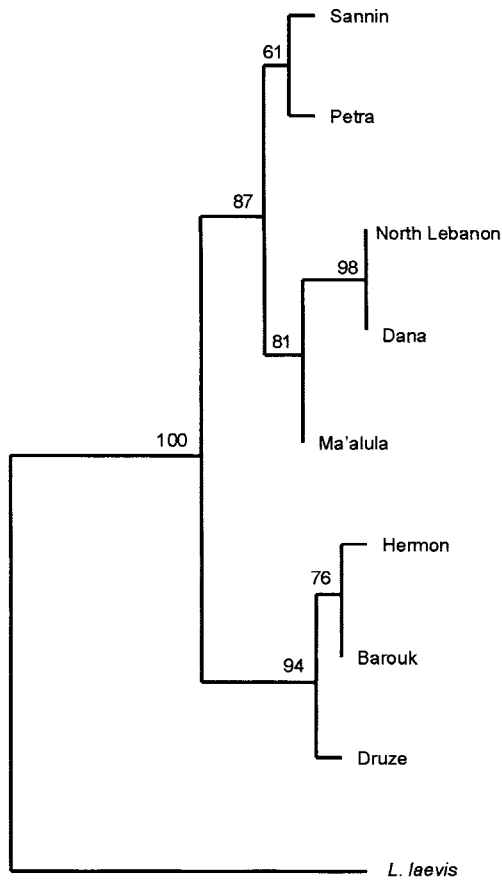 Sannin
61
Petra
87
North Lebanon
98
Dana
81
Ma'alula
100
Hermon
76
Barouk
94
Druze
L. laevis